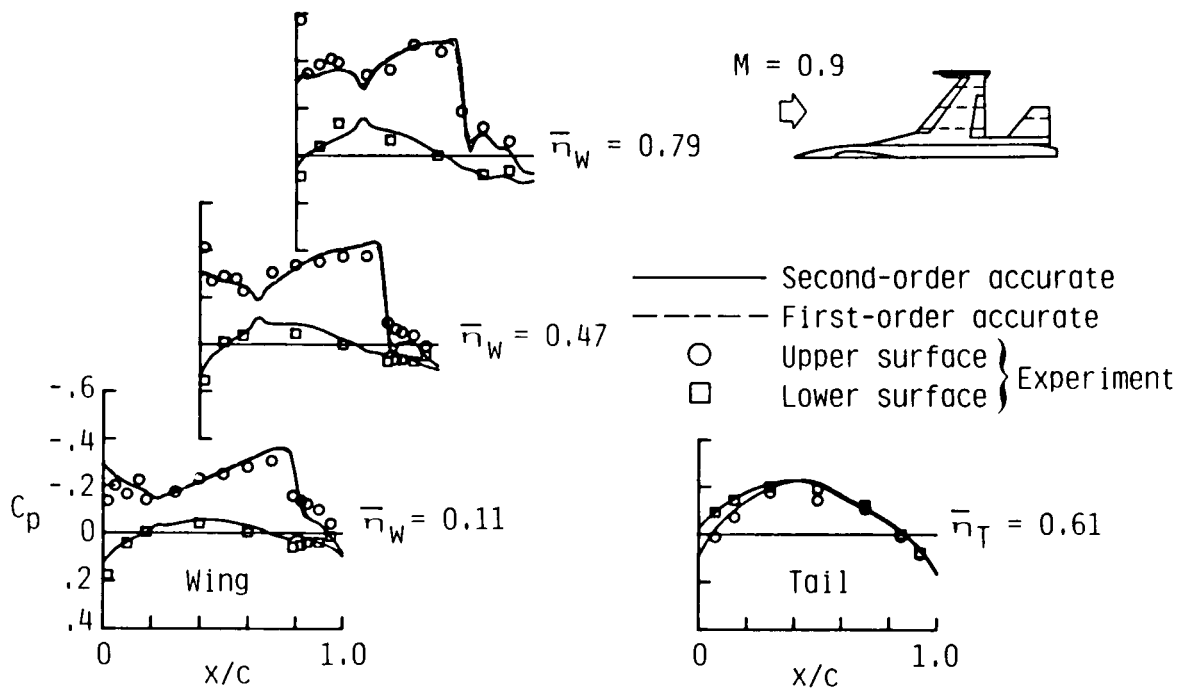 M = 0.9
n̅W = 0.79
n̅W = 0.47
Second-order accurate
First-order accurate
Upper surface
Lower surface
} Experiment
-.6
-.4
-.2
0
.2
.4
Cp
n̅W = 0.11
Wing
0
1.0
x/c
n̅T = 0.61
Tail
0
1.0
x/c